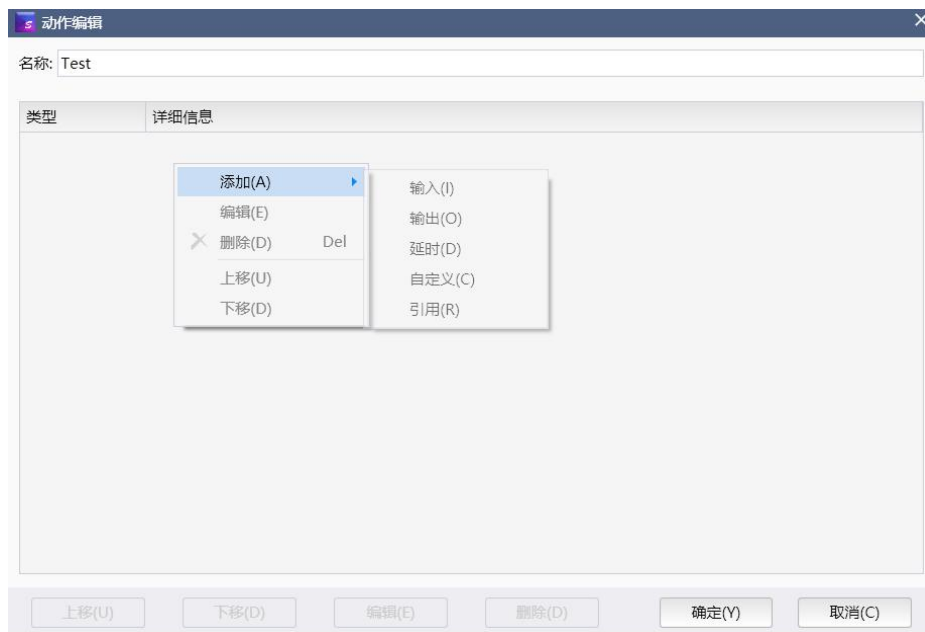 S 动作编辑
名称: Test
类型 详细信息
添加(A)
编辑(E)
删除(D) Del
上移(U)
下移(D)
输入(I)
输出(O)
延时(D)
自定义(C)
引用(R)
上移(U) 下移(D) 编辑(E) 删除(D) 确定(Y) 取消(C)